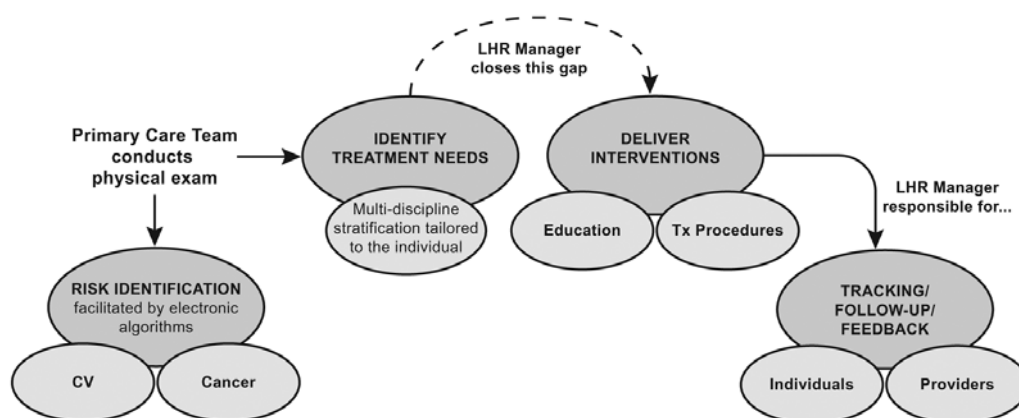 LHR Manager
closes this gap
Primary Care Team
conducts
physical exam
IDENTIFY
TREATMENT NEEDS
Multi-discipline
stratification tailored
to the individual
DELIVER
INTERVENTIONS
Education
Tx Procedures
LHR Manager
responsible for...
RISK IDENTIFICATION
facilitated by electronic
algorithms
CV
Cancer
TRACKING/
FOLLOW-UP/
FEEDBACK
Individuals
Providers